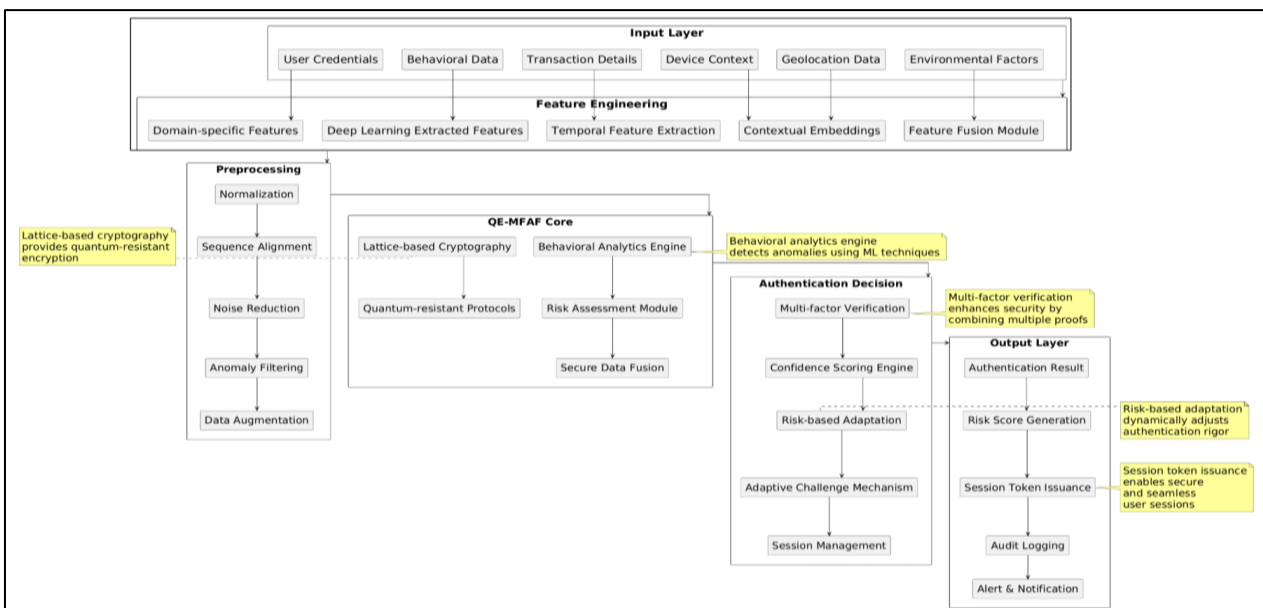 Input Layer
User Credentials
Behavioral Data
Transaction Details
Device Context
Geolocation Data
Environmental Factors
Feature Engineering
Domain-specific Features
Deep Learning Extracted Features
Temporal Feature Extraction
Contextual Embeddings
Feature Fusion Module
Preprocessing
Normalization
Sequence Alignment
Noise Reduction
Anomaly Filtering
Data Augmentation
Lattice-based cryptography
provides quantum-resistant
encryption
QE-MFAF Core
Lattice-based Cryptography
Behavioral Analytics Engine
Quantum-resistant Protocols
Risk Assessment Module
Secure Data Fusion
Behavioral analytics engine
detects anomalies using ML techniques
Authentication Decision
Multi-factor Verification
Confidence Scoring Engine
Risk-based Adaptation
Adaptive Challenge Mechanism
Session Management
Multi-factor verification
enhances security by
combining multiple proofs
Output Layer
Authentication Result
Risk Score Generation
Session Token Issuance
Audit Logging
Alert & Notification
Risk-based adaptation
dynamically adjusts
authentication rigor
Session token issuance
enables secure
and seamless
user sessions